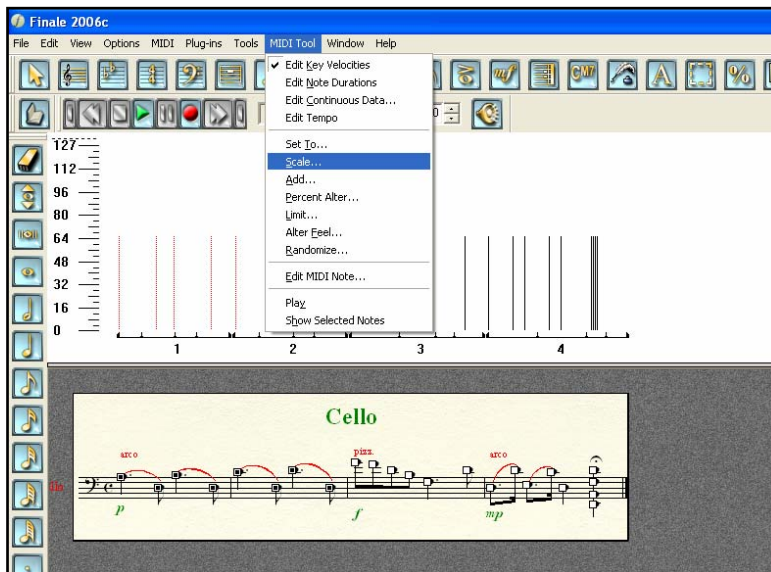 Finale 2006c
File Edit View Options MIDI Plug-ins Tools MIDI Tool Window Help
✓ Edit Key Velocities
Edit Note Durations
Edit Continuous Data...
Edit Tempo
Set To...
Scale...
Add...
Percent Alter...
Limit...
Alter Feel...
Randomize...
Edit MIDI Note...
Play
Show Selected Notes
mf CM7 A %
0
127
112
96
80
64
48
32
16
0
1 2 3 4
Cello
arco pizz. arco
p f mp